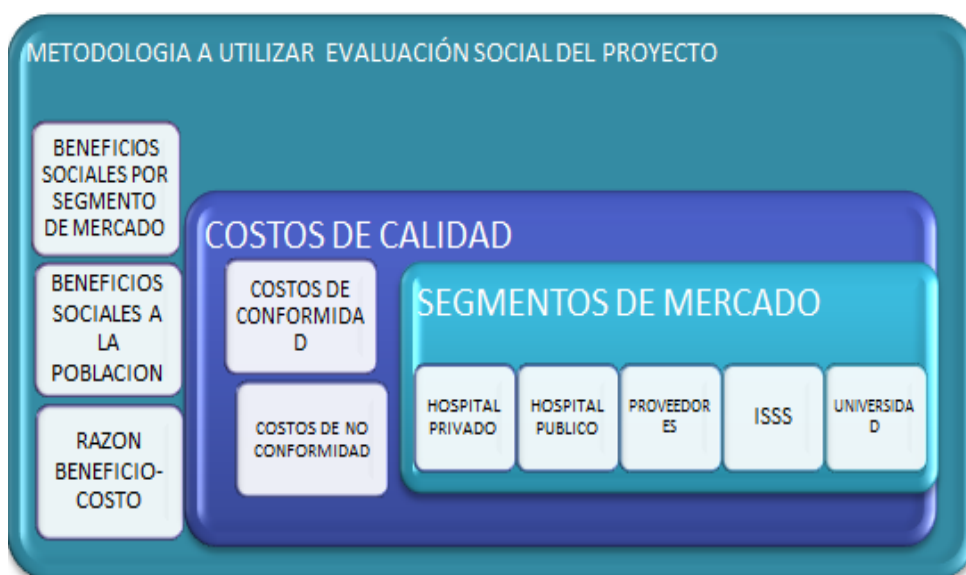 METODOLOGIA A UTILIZAR EVALUACIÓN SOCIAL DEL PROYECTO
BENEFICIOS
SOCIALES POR
SEGMENTO
DE MERCADO
BENEFICIOS
SOCIALES A
LA
POBLACION
RAZON
BENEFICIO-
COSTO
COSTOS DE CALIDAD
COSTOS DE
CONFORMIDA
D
COSTOS DE NO
CONFORMIDAD
SEGMENTOS DE MERCADO
HOSPITAL
PRIVADO
HOSPITAL
PUBLICO
PROVEEDOR
ES
ISSS
UNIVERSIDA
D